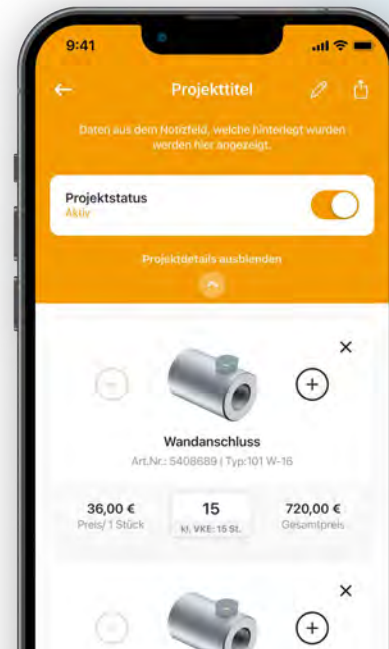 9:41
Projekttitel
Daten aus dem Notizfeld, welche hinterlegt wurden
werden hier angezeigt.
Projektstatus
Aktiv
Projektdetails ausblenden
Wandanschluss
Art.Nr.: 5408689 | Typ:101 W-16
36,00 € 15 720,00 €
Preis/ 1 Stück kl. VKE: 15 St. Gesamtpreis